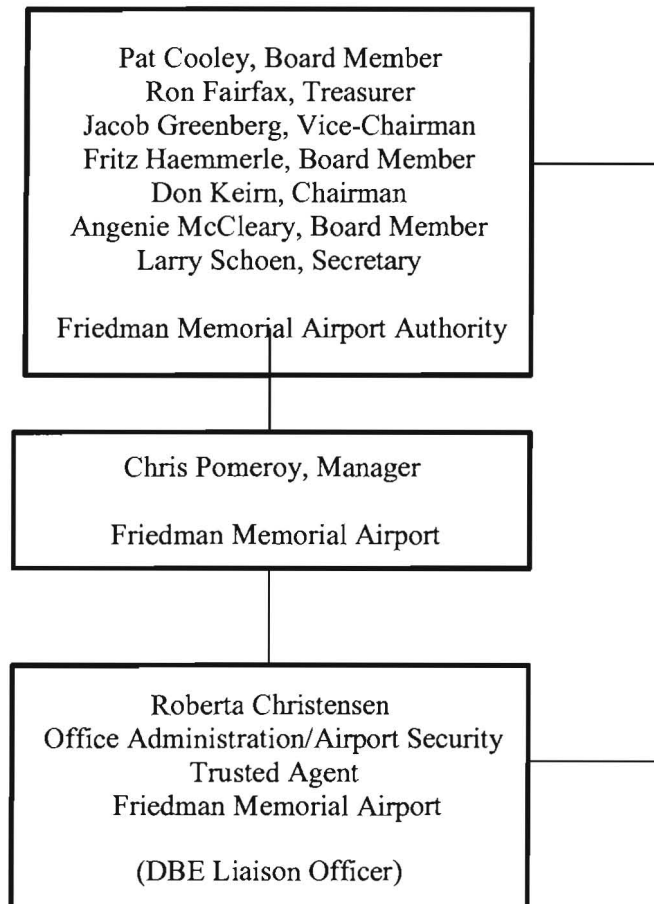 Pat Cooley, Board Member
Ron Fairfax, Treasurer
Jacob Greenberg, Vice-Chairman
Fritz Haemmerle, Board Member
Don Keirn, Chairman
Angenie McCleary, Board Member
Larry Schoen, Secretary
Friedman Memorial Airport Authority
Chris Pomeroy, Manager
Friedman Memorial Airport
Roberta Christensen
Office Administration/Airport Security
Trusted Agent
Friedman Memorial Airport
(DBE Liaison Officer)